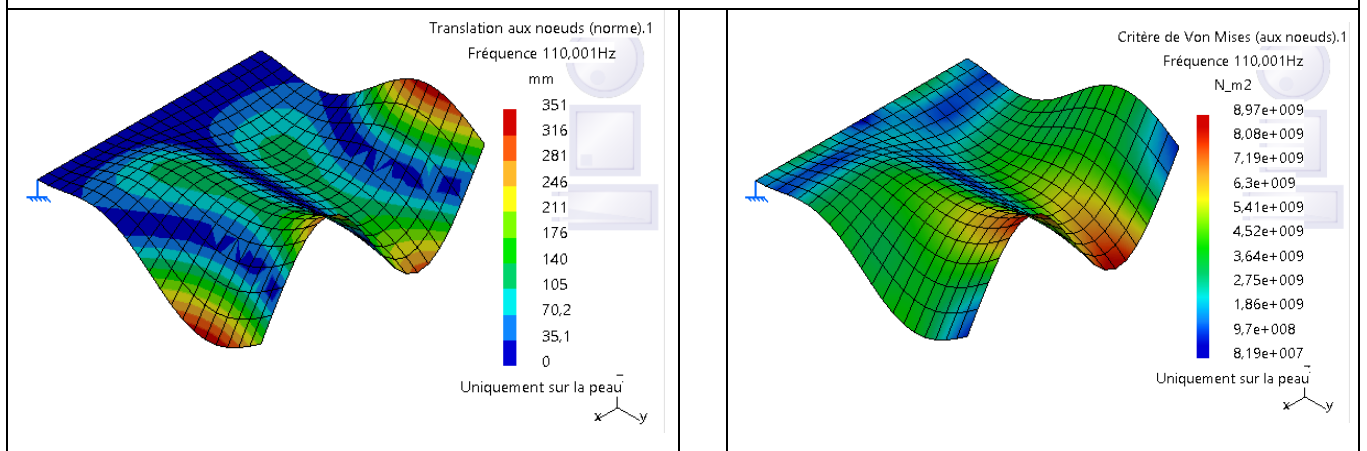 Translation aux noeuds (norme).1
Fréquence 110,001Hz
mm
351
316
281
246
211
176
140
105
70,2
35,1
0
Uniquement sur la peau
x y
Critère de Von Mises (aux noeuds).1
Fréquence 110,001Hz
N_m2
8,97e+009
8,08e+009
7,19e+009
6,3e+009
5,41e+009
4,52e+009
3,64e+009
2,75e+009
1,86e+009
9,7e+008
8,19e+007
Uniquement sur la peau
x y